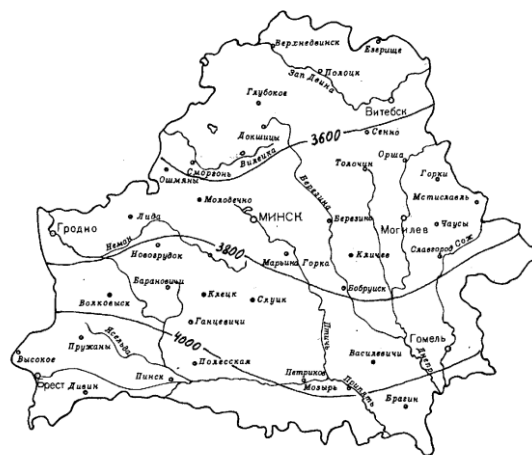 Верхнедвинск
Езерище
Полоцк
Зап Двина
Глубокое
Витебск
Докшицы
3600
Сенно
Вилейка
Сморгонь
Толочин
Орша
Ошмяны
Горки
Молодечно
Березина
Мстиславль
Лида
МИНСК
Березино
Чаусы
Гродно
Могилев
Неман
3800
Славгород
Сож
Новогрудок
Марьина Горка
Кличев
Барановичи
Бобруйск
Клецк
Слуцк
Волковыск
Ганцевичи
Птичь
4000
Гомель
Пружаны
Ясельда
Высокое
Василевичи
Днепр
Полесская
Брест
Пинск
Петриков
Дивин
Мозырь
Припять
Брагин